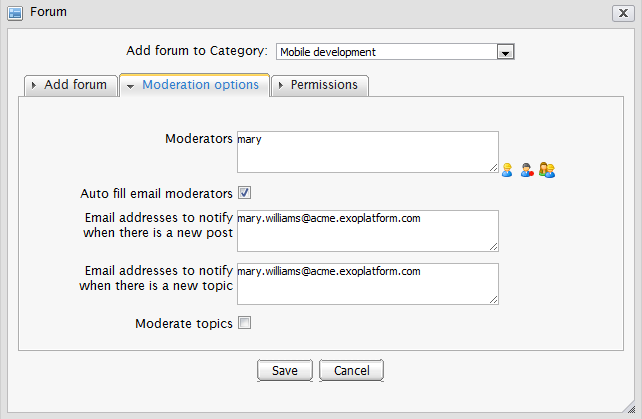 Forum
Add forum to Category: Mobile development
Add forum Moderation options Permissions
Moderators mary
Auto fill email moderators
Email addresses to notify when there is a new post
mary.williams@acme.exoplatform.com
Email addresses to notify when there is a new topic
mary.williams@acme.exoplatform.com
Moderate topics
Save Cancel